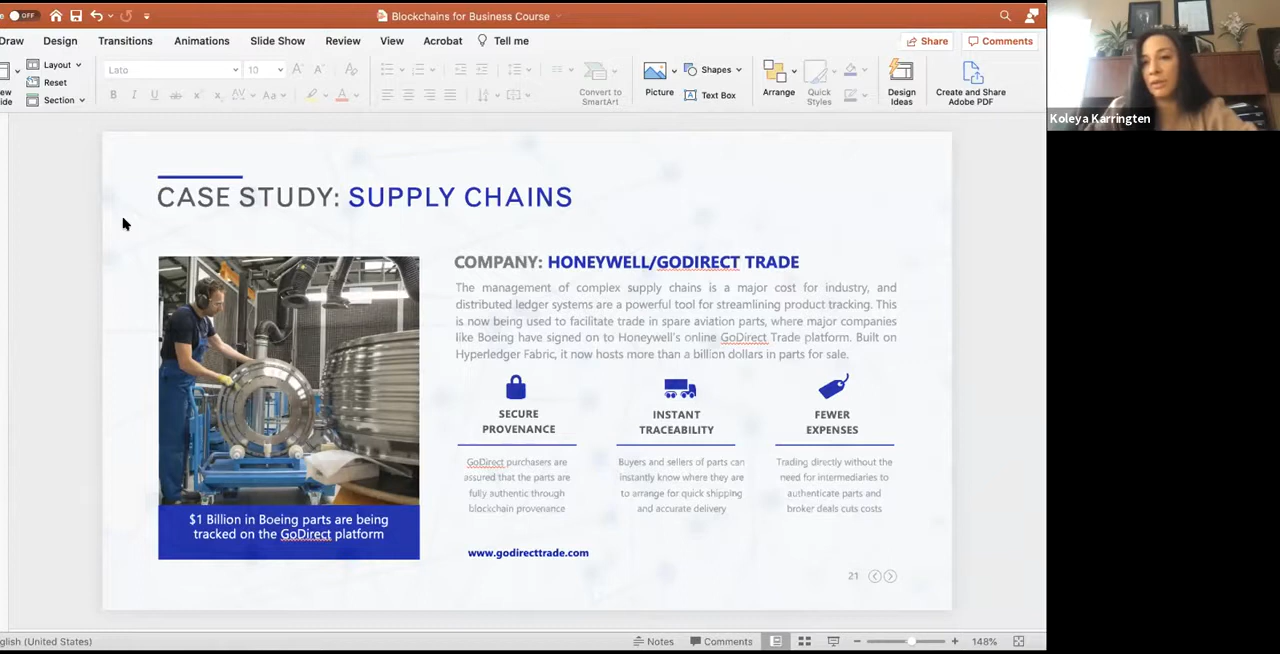 e OFF
Blockchains for Business Course
Draw Design Transitions Animations Slide Show Review View Acrobat Tell me
Share Comments
Layout
Reset
Section
Lato 10
B I U ab
Aa A
Convert to
SmartArt
Picture
Shapes
Text Box
Arrange
Quick
Styles
Design
Ideas
Create and Share
Adobe PDF
Koleya Karringten
CASE STUDY: SUPPLY CHAINS
COMPANY: HONEYWELL/GODIRECT TRADE
The management of complex supply chains is a major cost for industry, and
distributed ledger systems are a powerful tool for streamlining product tracking. This
is now being used to facilitate trade in spare aviation parts, where major companies
like Boeing have signed on to Honeywell's online GoDirect Trade platform. Built on
Hyperledger Fabric, it now hosts more than a billion dollars in parts for sale.
SECURE
PROVENANCE
GoDirect purchasers are
assured that the parts are
fully authentic through
blockchain provenance
INSTANT
TRACEABILITY
Buyers and sellers of parts can
instantly know where they are
to arrange for quick shipping
and accurate delivery
FEWER
EXPENSES
Trading directly without the
need for intermediaries to
authenticate parts and
broker deals cuts costs
$1 Billion in Boeing parts are being
tracked on the GoDirect platform
www.godirecttrade.com
21
glish (United States)
Notes Comments 148%